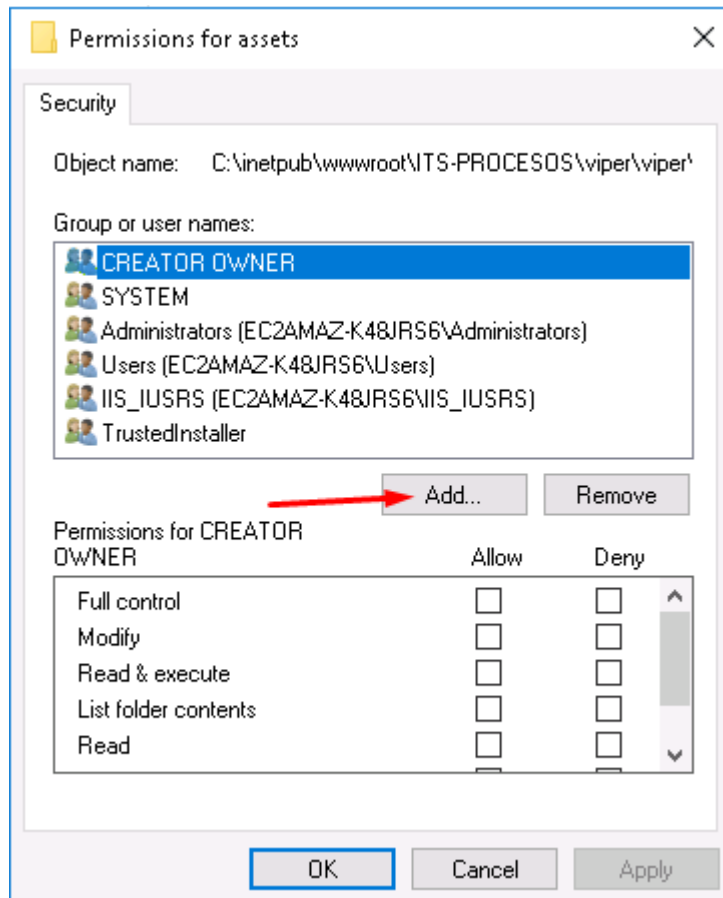 Permissions for assets
Security
Object name: C:\inetpub\wwwroot\ITS-PROCESOS\viper\viper\
Group or user names:
CREATOR OWNER
SYSTEM
Administrators (EC2AMAZ-K48JRS6\Administrators)
Users (EC2AMAZ-K48JRS6\Users)
IIS_IUSRS (EC2AMAZ-K48JRS6\IIS_IUSRS)
TrustedInstaller
Add... Remove
Permissions for CREATOR
OWNER Allow Deny
Full control
Modify
Read & execute
List folder contents
Read
OK Cancel Apply